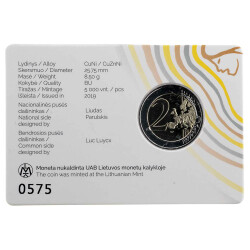 Lydinys / Alloy CuNi / CuZnNi
Skersmuo / Diameter 25.75 mm
Masė / Weight 8.50 g
Kokybė / Quality BU
Tiražas / Mintage 5,000 vnt. / pcs
Išleista / Issued in 2019
Nacionalinės pusės
dailininkas / Liudas
National side Parulskis
designed by
Bendrosios pusės
dailininkas / Luc Luycx
Common side
designed by
2
Moneta nukaldinta UAB Lietuvos monetų kalykloje
The coin was minted at the Lithuanian Mint
0575